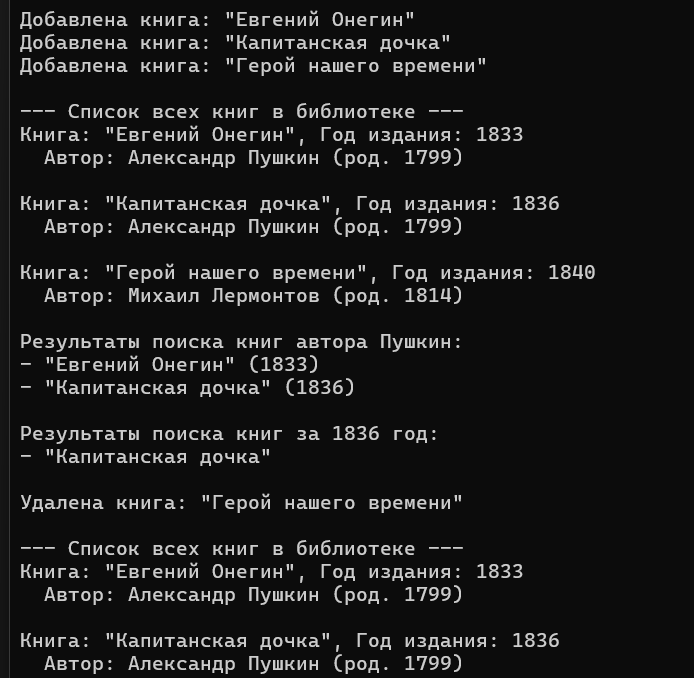 Добавлена книга: "Евгений Онегин"
Добавлена книга: "Капитанская дочка"
Добавлена книга: "Герой нашего времени"
--- Список всех книг в библиотеке ---
Книга: "Евгений Онегин", Год издания: 1833
Автор: Александр Пушкин (род. 1799)
Книга: "Капитанская дочка", Год издания: 1836
Автор: Александр Пушкин (род. 1799)
Книга: "Герой нашего времени", Год издания: 1840
Автор: Михаил Лермонтов (род. 1814)
Результаты поиска книг автора Пушкин:
- "Евгений Онегин" (1833)
- "Капитанская дочка" (1836)
Результаты поиска книг за 1836 год:
- "Капитанская дочка"
Удалена книга: "Герой нашего времени"
--- Список всех книг в библиотеке ---
Книга: "Евгений Онегин", Год издания: 1833
Автор: Александр Пушкин (род. 1799)
Книга: "Капитанская дочка", Год издания: 1836
Автор: Александр Пушкин (род. 1799)